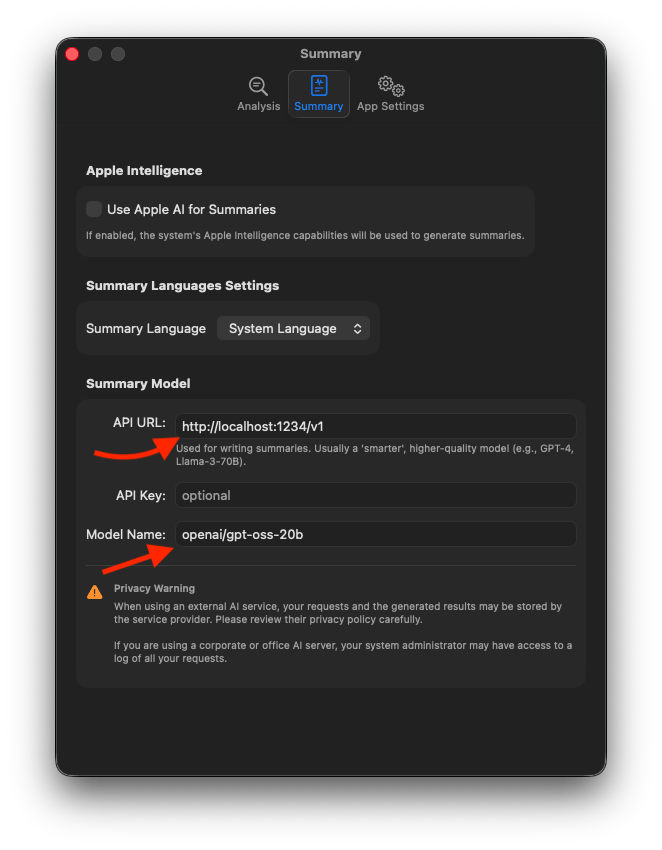 Summary
Analysis
Summary
App Settings
Apple Intelligence
Use Apple AI for Summaries
If enabled, the system's Apple Intelligence capabilities will be used to generate summaries.
Summary Languages Settings
Summary Language
System Language
Summary Model
API URL:
http://localhost:1234/v1
Used for writing summaries. Usually a 'smarter', higher-quality model (e.g., GPT-4,
Llama-3-70B).
API Key:
optional
Model Name:
openai/gpt-oss-20b
Privacy Warning
When using an external AI service, your requests and the generated results may be stored by
the service provider. Please review their privacy policy carefully.
If you are using a corporate or office AI server, your system administrator may have access to a
log of all your requests.